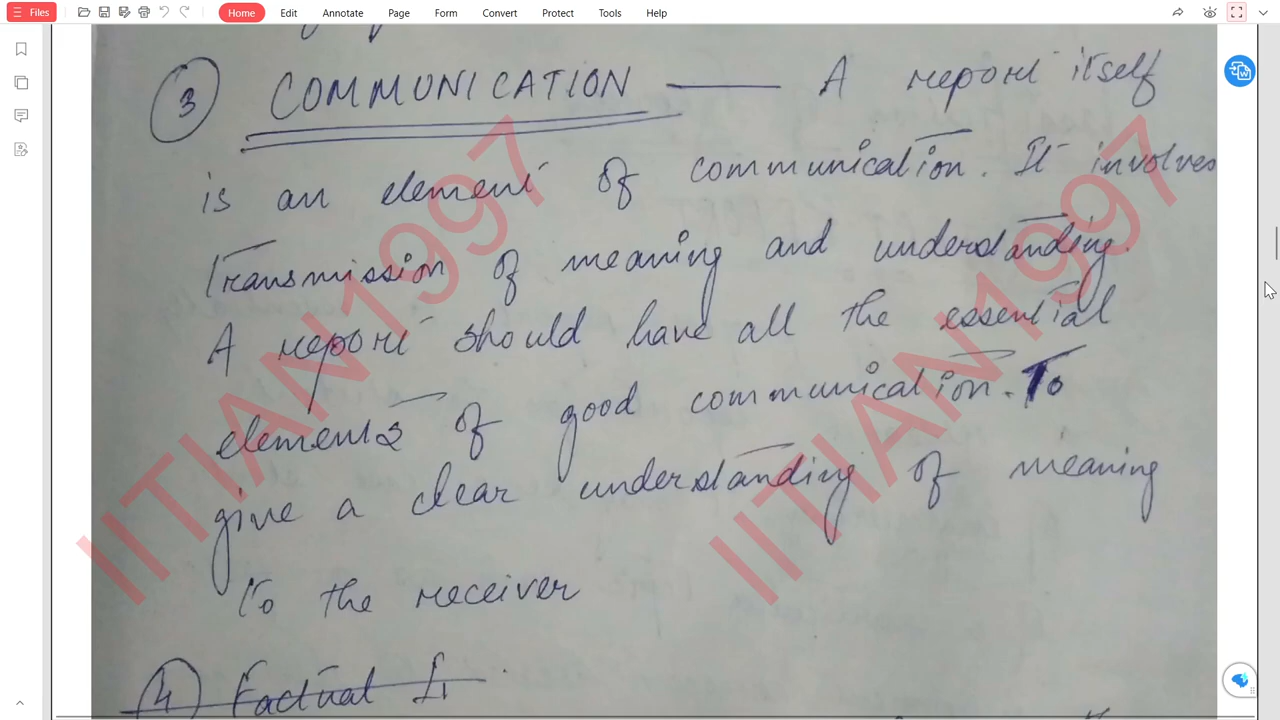 Files
Home
Edit
Annotate
Page
Form
Convert
Protect
Tools
Help
3 COMMUNICATION — A report itself
is an element of communication. It involves
transmission of meaning and understanding.
A report should have all the essential
elements of good communication. To
give a clear understanding of meaning
to the receiver
4 Factual
IITIAN1997
IITIAN1997